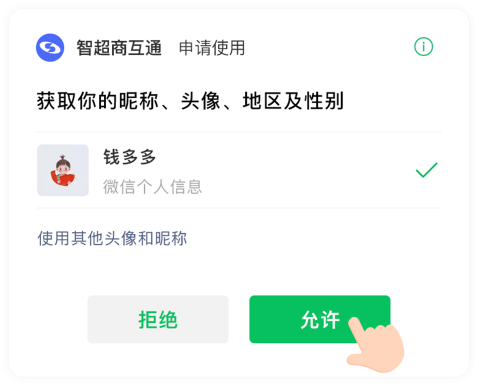 智超商互通 申请使用
获取你的昵称、头像、地区及性别
钱多多
微信个人信息
使用其他头像和昵称
拒绝 允许